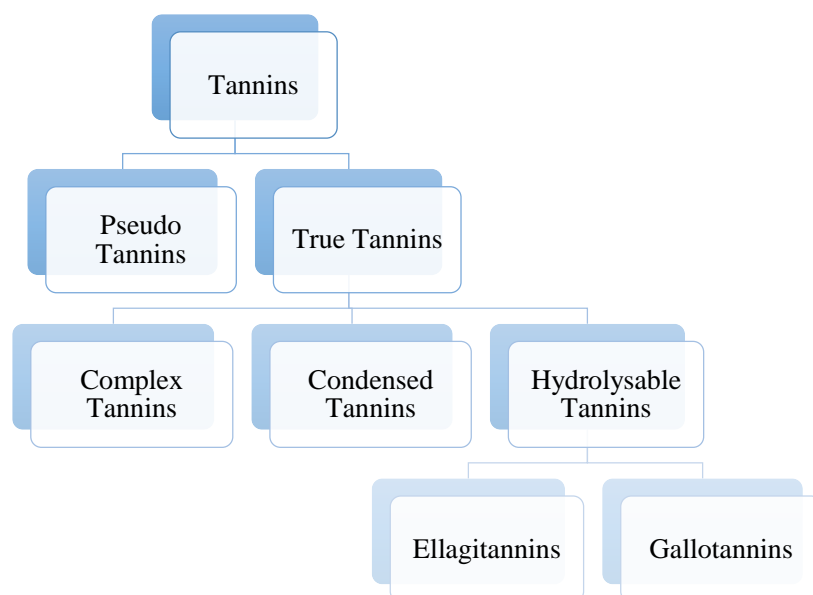 Tannins
Pseudo
Tannins
True Tannins
Complex
Tannins
Condensed
Tannins
Hydrolysable
Tannins
Ellagitannins
Gallotannins